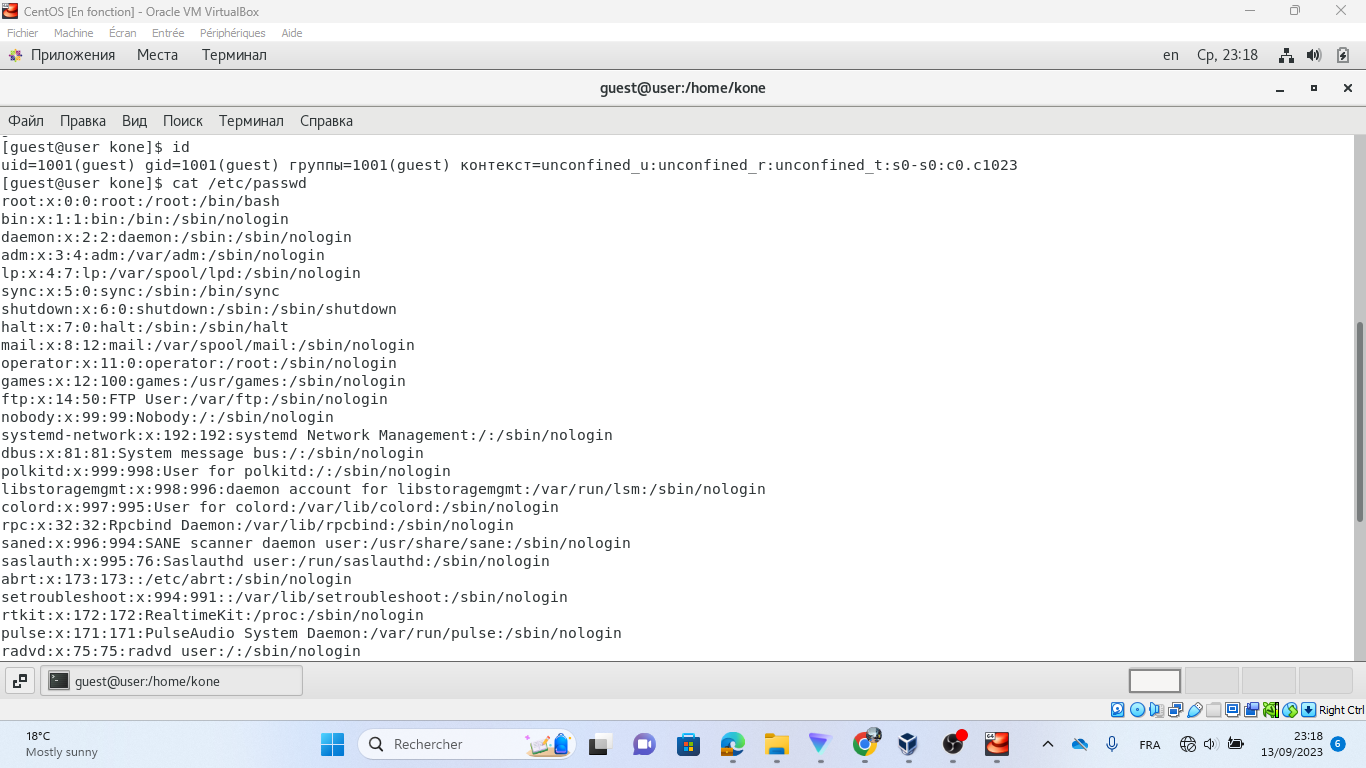 CentOS [En fonction] - Oracle VM VirtualBox
Fichier Machine Écran Entrée Périphériques Aide
Приложения Места Терминал en Ср, 23:18
guest@user:/home/kone
Файл Правка Вид Поиск Терминал Справка
[guest@user kone]$ id
uid=1001(guest) gid=1001(guest) группы=1001(guest) контекст=unconfined_u:unconfined_r:unconfined_t:s0-s0:c0.c1023
[guest@user kone]$ cat /etc/passwd
root:x:0:0:root:/root:/bin/bash
bin:x:1:1:bin:/bin:/sbin/nologin
daemon:x:2:2:daemon:/sbin:/sbin/nologin
adm:x:3:4:adm:/var/adm:/sbin/nologin
lp:x:4:7:lp:/var/spool/lpd:/sbin/nologin
sync:x:5:0:sync:/sbin:/bin/sync
shutdown:x:6:0:shutdown:/sbin:/sbin/shutdown
halt:x:7:0:halt:/sbin:/sbin/halt
mail:x:8:12:mail:/var/spool/mail:/sbin/nologin
operator:x:11:0:operator:/root:/sbin/nologin
games:x:12:100:games:/usr/games:/sbin/nologin
ftp:x:14:50:FTP User:/var/ftp:/sbin/nologin
nobody:x:99:99:Nobody:/:/sbin/nologin
systemd-network:x:192:192:systemd Network Management:/:/sbin/nologin
dbus:x:81:81:System message bus:/:/sbin/nologin
polkitd:x:999:998:User for polkitd:/:/sbin/nologin
libstoragemgmt:x:998:996:daemon account for libstoragemgmt:/var/run/lsm:/sbin/nologin
colord:x:997:995:User for colord:/var/lib/colord:/sbin/nologin
rpc:x:32:32:Rpcbind Daemon:/var/lib/rpcbind:/sbin/nologin
saned:x:996:994:SANE scanner daemon user:/usr/share/sane:/sbin/nologin
saslauth:x:995:76:Saslauthd user:/run/saslauthd:/sbin/nologin
abrt:x:173:173::/etc/abrt:/sbin/nologin
setroubleshoot:x:994:991::/var/lib/setroubleshoot:/sbin/nologin
rtkit:x:172:172:RealtimeKit:/proc:/sbin/nologin
pulse:x:171:171:PulseAudio System Daemon:/var/run/pulse:/sbin/nologin
radvd:x:75:75:radvd user:/:/sbin/nologin
guest@user:/home/kone
Right Ctrl
18°C
Mostly sunny
Rechercher
FRA
23:18
13/09/2023
6